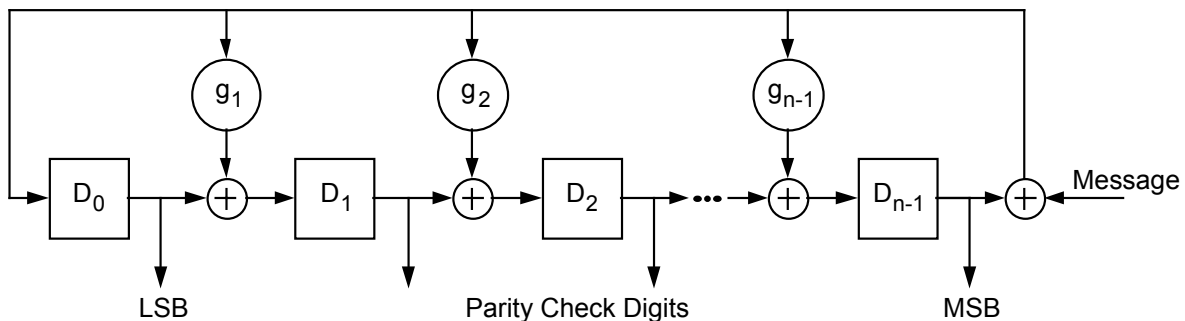 g1
g2
gn-1
D0
D1
D2
•••
Dn-1
Message
LSB
Parity Check Digits
MSB